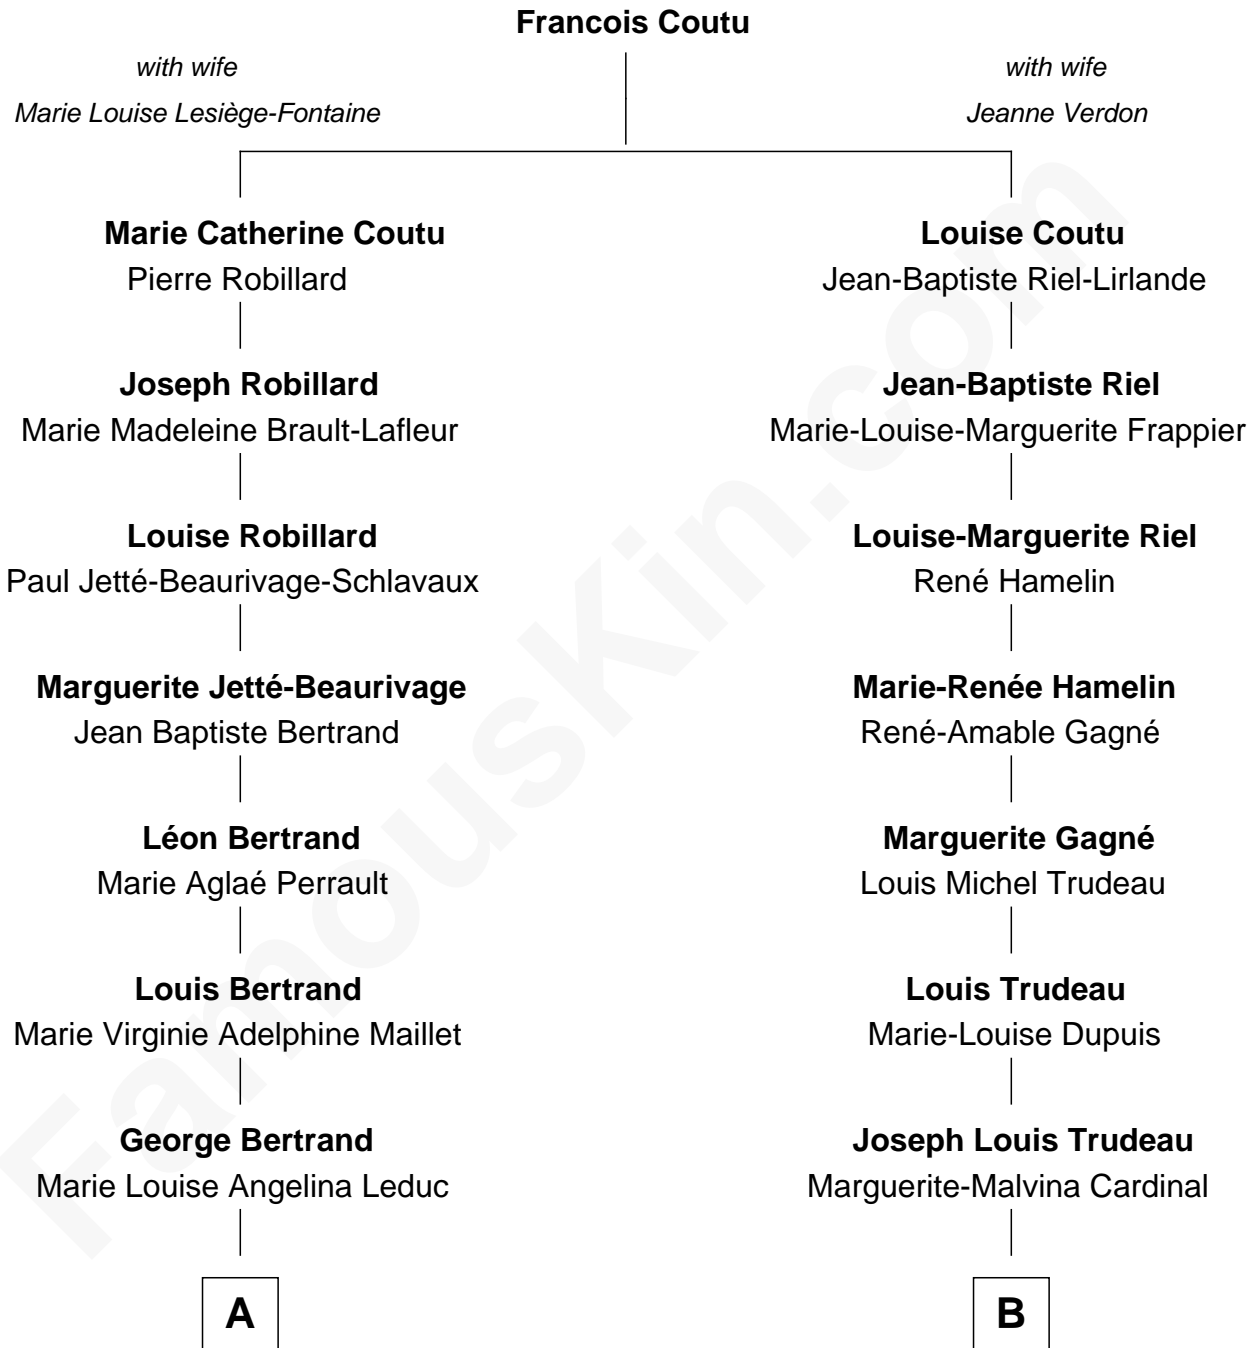 Francois Coutu
with wife
Marie Louise Lesiège-Fontaine
with wife
Jeanne Verdon
Marie Catherine Coutu
Pierre Robillard
Louise Coutu
Jean-Baptiste Riel-Lirlande
Joseph Robillard
Marie Madeleine Brault-Lafleur
Jean-Baptiste Riel
Marie-Louise-Marguerite Frappier
Louise Robillard
Paul Jetté-Beaurivage-Schlavaux
Louise-Marguerite Riel
René Hamelin
Marguerite Jetté-Beaurivage
Jean Baptiste Bertrand
Marie-Renée Hamelin
René-Amable Gagné
Léon Bertrand
Marie Aglaé Perrault
Marguerite Gagné
Louis Michel Trudeau
Louis Bertrand
Marie Virginie Adelphine Maillet
Louis Trudeau
Marie-Louise Dupuis
George Bertrand
Marie Louise Angelina Leduc
Joseph Louis Trudeau
Marguerite-Malvina Cardinal
A
B
FamousKin.com